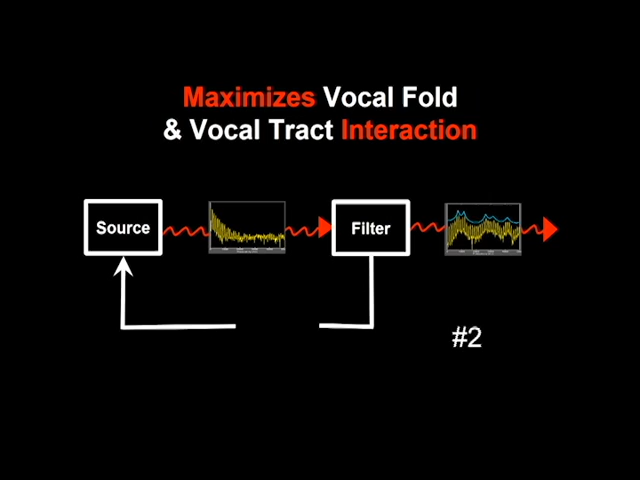 Maximizes Vocal Fold
& Vocal Tract Interaction
Source
Filter
#2